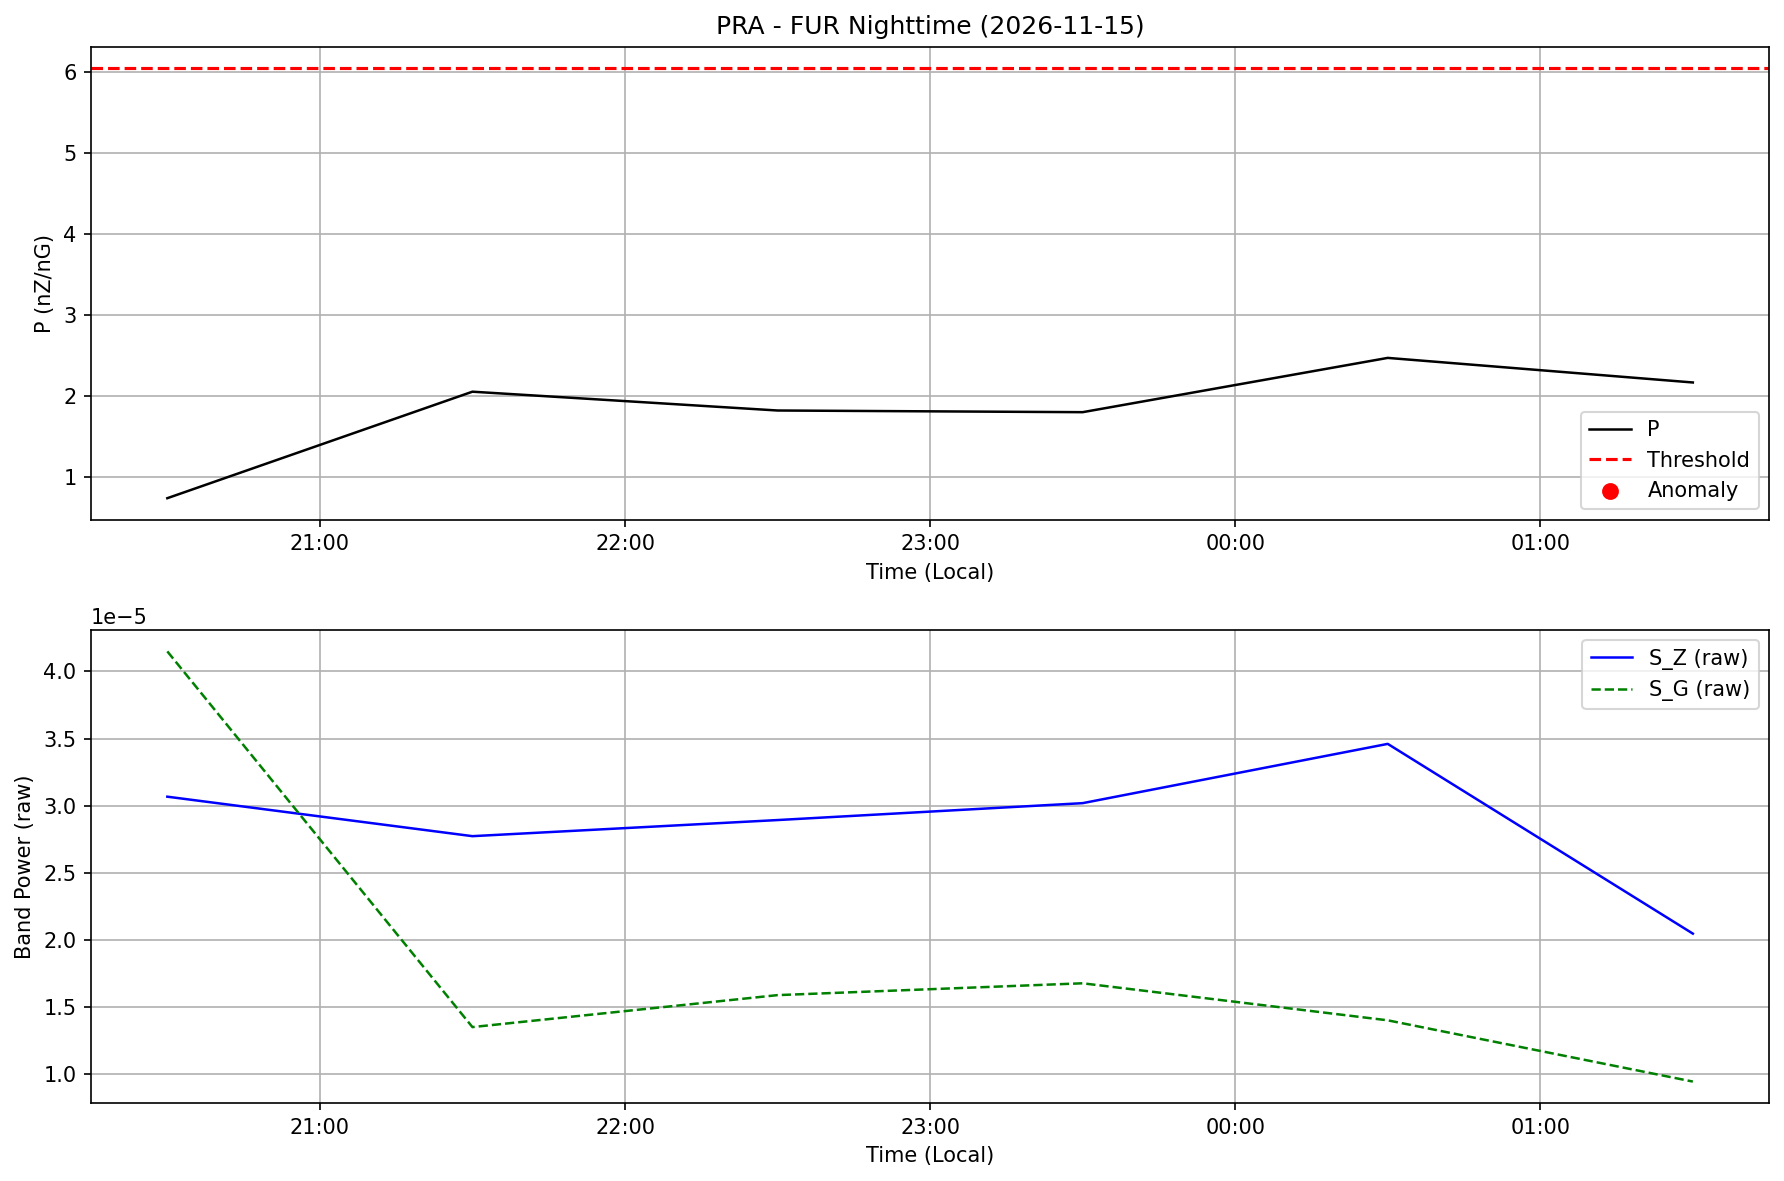 PRA - FUR Nighttime (2026-11-15)
6
5
4
3
2
1
P (nZ/nG)
P
Threshold
Anomaly
21:00 22:00 23:00 00:00 01:00
Time (Local)
1e−5
4.0
3.5
3.0
2.5
2.0
1.5
1.0
Band Power (raw)
S_Z (raw)
S_G (raw)
21:00 22:00 23:00 00:00 01:00
Time (Local)